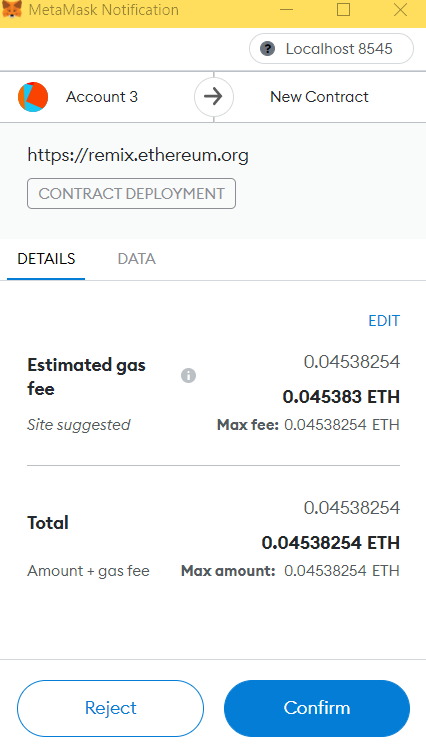 MetaMask Notification
? Localhost 8545
Account 3
New Contract
https://remix.ethereum.org
CONTRACT DEPLOYMENT
DETAILS DATA
EDIT
Estimated gas fee i 0.04538254
0.045383 ETH
Site suggested Max fee: 0.04538254 ETH
0.04538254
Total 0.04538254 ETH
Amount + gas fee Max amount: 0.04538254 ETH
Reject Confirm